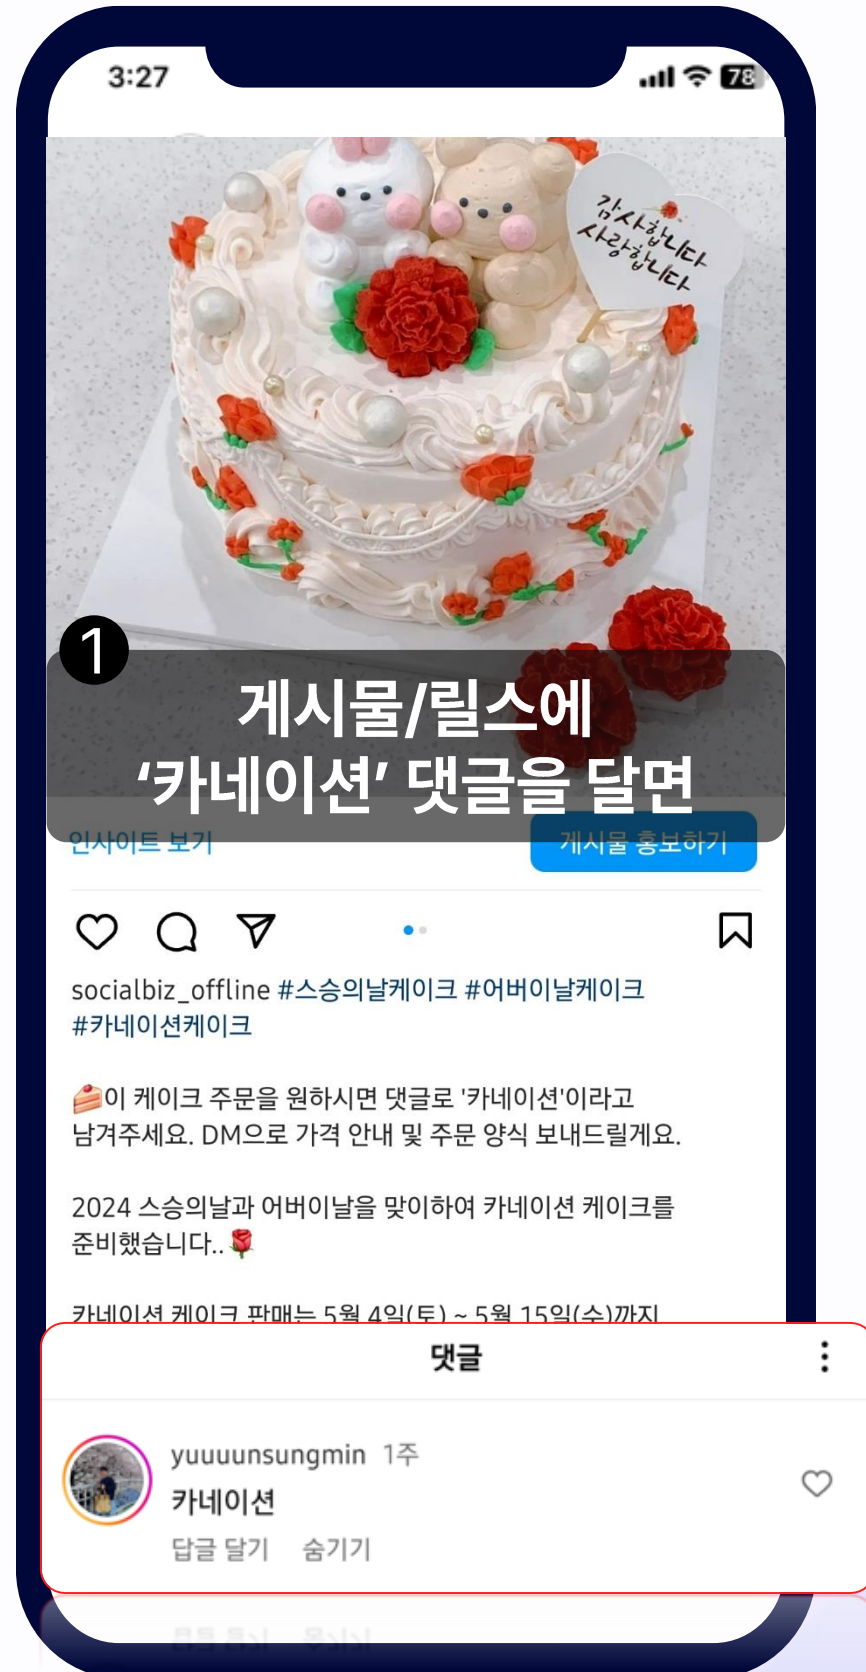 3:27
78
감사합니다
사랑합니다
1
게시물/릴스에
‘카네이션’ 댓글을 달면
인사이트 보기
게시물 홍보하기
socialbiz_offline #스승의날케이크 #어버이날케이크
#카네이션케이크
🍰이 케이크 주문을 원하시면 댓글로 '카네이션'이라고
남겨주세요. DM으로 가격 안내 및 주문 양식 보내드릴게요.
2024 스승의날과 어버이날을 맞이하여 카네이션 케이크를
준비했습니다..🌹
카네이션 케이크 판매는 5월 4일(토) ~ 5월 15일(수)까지
댓글
yuuuunsungmin 1주
카네이션
답글 달기 숨기기